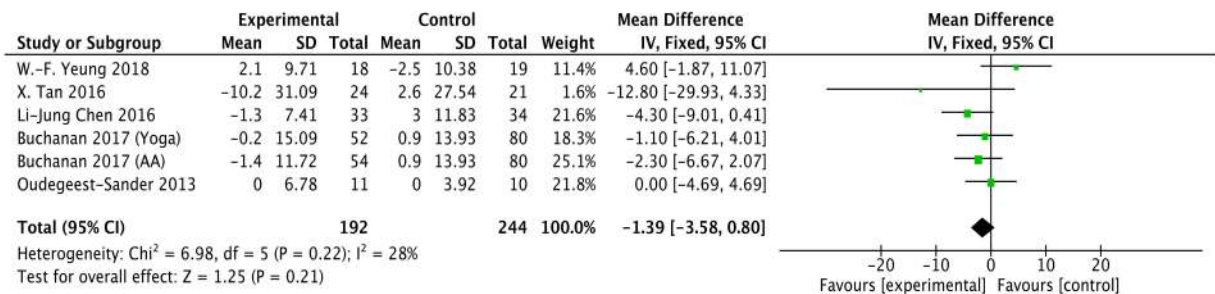 Experimental Control Mean Difference Mean Difference
Study or Subgroup Mean SD Total Mean SD Total Weight IV, Fixed, 95% CI IV, Fixed, 95% CI
W.-F. Yeung 2018 2.1 9.71 18 -2.5 10.38 19 11.4% 4.60 [-1.87, 11.07]
X. Tan 2016 -10.2 31.09 24 2.6 27.54 21 1.6% -12.80 [-29.93, 4.33]
Li-Jung Chen 2016 -1.3 7.41 33 3 11.83 34 21.6% -4.30 [-9.01, 0.41]
Buchanan 2017 (Yoga) -0.2 15.09 52 0.9 13.93 80 18.3% -1.10 [-6.21, 4.01]
Buchanan 2017 (AA) -1.4 11.72 54 0.9 13.93 80 25.1% -2.30 [-6.67, 2.07]
Oudegeest-Sander 2013 0 6.78 11 0 3.92 10 21.8% 0.00 [-4.69, 4.69]
Total (95% CI) 192 244 100.0% -1.39 [-3.58, 0.80]
Heterogeneity: Chi² = 6.98, df = 5 (P = 0.22); I² = 28%
Test for overall effect: Z = 1.25 (P = 0.21)
-20 -10 0 10 20
Favours [experimental] Favours [control]